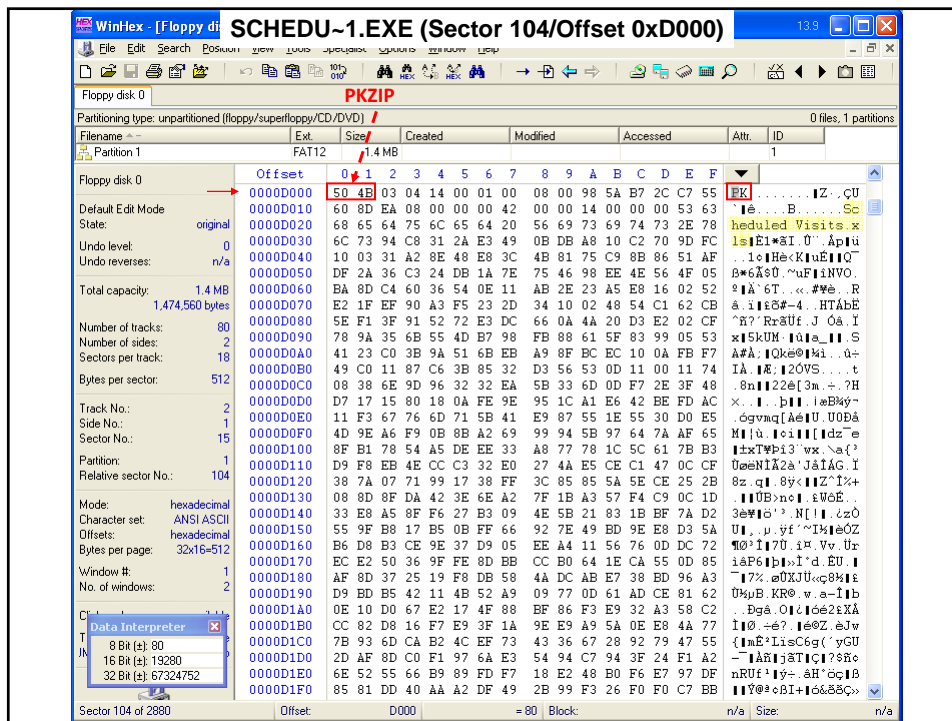 WinHex - [Floppy di
SCHEDU~1.EXE (Sector 104/Offset 0xD000)
13.9
File Edit Search Position View Tools Specialist Options Window Help
Floppy disk 0
PKZIP
Partitioning type: unpartitioned (floppy/superfloppy/CD/DVD)
0 files, 1 partitions
Filename Ext. Size Created Modified Accessed Attr. ID
Partition 1 FAT12 1.4 MB 1
Floppy disk 0
Default Edit Mode
State: original
Undo level: 0
Undo reverses: n/a
Total capacity: 1.4 MB
1,474,560 bytes
Number of tracks: 80
Number of sides: 2
Sectors per track: 18
Bytes per sector: 512
Track No.: 2
Side No.: 1
Sector No.: 15
Partition: 1
Relative sector No.: 104
Mode: hexadecimal
Character set: ANSI ASCII
Offsets: hexadecimal
Bytes per page: 32x16=512
Window #: 1
No. of windows: 2
Data Interpreter
8 Bit (±): 80
16 Bit (±): 19280
32 Bit (±): 67324752
Offset 0 1 2 3 4 5 6 7 8 9 A B C D E F
0000D000 50 4B 03 04 14 00 01 00 08 00 98 5A B7 2C C7 55 PK
0000D010 60 8D EA 08 00 00 00 42 00 00 14 00 00 00 53 63 Sc
0000D020 68 65 64 75 6C 65 64 20 56 69 73 69 74 73 2E 78 heduled Visits.x
0000D030 6C 73 94 C8 31 2A E3 49 0B DB A8 10 C2 70 9D FC ls
0000D040 10 03 31 A2 8E 48 E8 3C 4B 81 75 C9 8B 86 51 AF
0000D050 DF 2A 36 C3 24 DB 1A 7E 75 46 98 EE 4E 56 4F 05
0000D060 BA 8D C4 60 36 54 0E 11 AB 2E 23 A5 E8 16 02 52
0000D070 E2 1F EF 90 A3 F5 23 2D 34 10 02 48 54 C1 62 CB
0000D080 5E F1 3F 91 52 72 E3 DC 66 0A 4A 20 D3 E2 02 CF
0000D090 78 9A 35 6B 55 4D B7 98 FB 88 61 5F 83 99 05 53
0000D0A0 41 23 C0 3B 9A 51 6B EB A9 8F BC EC 10 0A FB F7
0000D0B0 49 C0 11 87 C6 3B 85 32 D3 56 53 0D 11 00 11 74
0000D0C0 08 38 6E 9D 96 32 32 EA 5B 33 6D 0D F7 2E 3F 48
0000D0D0 D7 17 15 80 18 0A FE 9E 95 1C A1 E6 42 BE FD AC
0000D0E0 11 F3 67 76 6D 71 5B 41 E9 87 55 1E 55 30 D0 E5
0000D0F0 4D 9E A6 F9 0B 8B A2 69 99 94 5B 97 64 7A AF 65
0000D100 8F B1 78 54 A5 DE EE 33 A8 77 78 1C 5C 61 7B B3
0000D110 D9 F8 EB 4E CC C3 32 E0 27 4A E5 CE C1 47 0C CF
0000D120 38 7A 07 71 99 17 38 FF 3C 85 85 5A 5E CE 25 2B
0000D130 08 8D 8F DA 42 3E 6E A2 7F 1B A3 57 F4 C9 0C 1D
0000D140 33 E8 A5 8F F6 27 B3 09 4E 5B 21 83 1B BF 7A D2
0000D150 55 9F B8 17 B5 0B FF 66 92 7E 49 BD 9E E8 D3 5A
0000D160 B6 D8 B3 CE 9E 37 D9 05 EE A4 11 56 76 0D DC 72
0000D170 EC E2 50 36 9F FE 8D BB CC B0 64 1E CA 55 0D 85
0000D180 AF 8D 37 25 19 F8 DB 58 4A DC AB E7 38 BD 96 A3
0000D190 D9 BD B5 42 11 4B 52 A9 09 77 0D 61 AD CE 81 62
0000D1A0 0E 10 D0 67 E2 17 4F 88 BF 86 F3 E9 32 A3 58 C2
0000D1B0 CC 82 D8 16 F7 E9 3F 1A 9E E9 A9 5A 0E E8 4A 77
0000D1C0 7B 93 6D CA B2 4C EF 73 43 36 67 28 92 79 47 55
0000D1D0 2D AF 8D C0 F1 97 6A E3 54 94 C7 94 3F 24 F1 A2
0000D1E0 6E 52 55 66 B9 89 FD F7 18 E2 48 B0 F6 E7 97 DF
0000D1F0 85 81 DD 40 AA A2 DF 49 2B 99 F3 26 F0 F0 C7 BB
Sector 104 of 2880 Offset: D000 = 80 Block: n/a Size: n/a